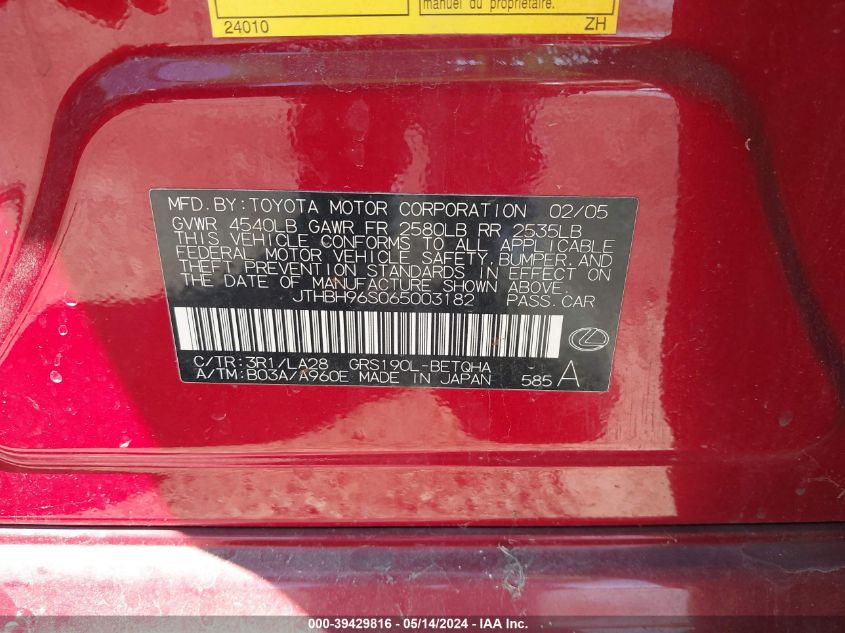 manuel du propriétaire.
24010 ZH
MFD. BY: TOYOTA MOTOR CORPORATION 02/05
GVWR 4540LB GAWR FR 2580LB RR 2535LB
THIS VEHICLE CONFORMS TO ALL APPLICABLE
FEDERAL MOTOR VEHICLE SAFETY, BUMPER, AND
THEFT PREVENTION STANDARDS IN EFFECT ON
THE DATE OF MANUFACTURE SHOWN ABOVE.
JTHBH96S065003182 PASS. CAR
C/TR: 3R1/LA28 GRS190L-BETQHA
A/TM: B03A/A960E MADE IN JAPAN 585 A
000-39429816 - 05/14/2024 - IAA Inc.